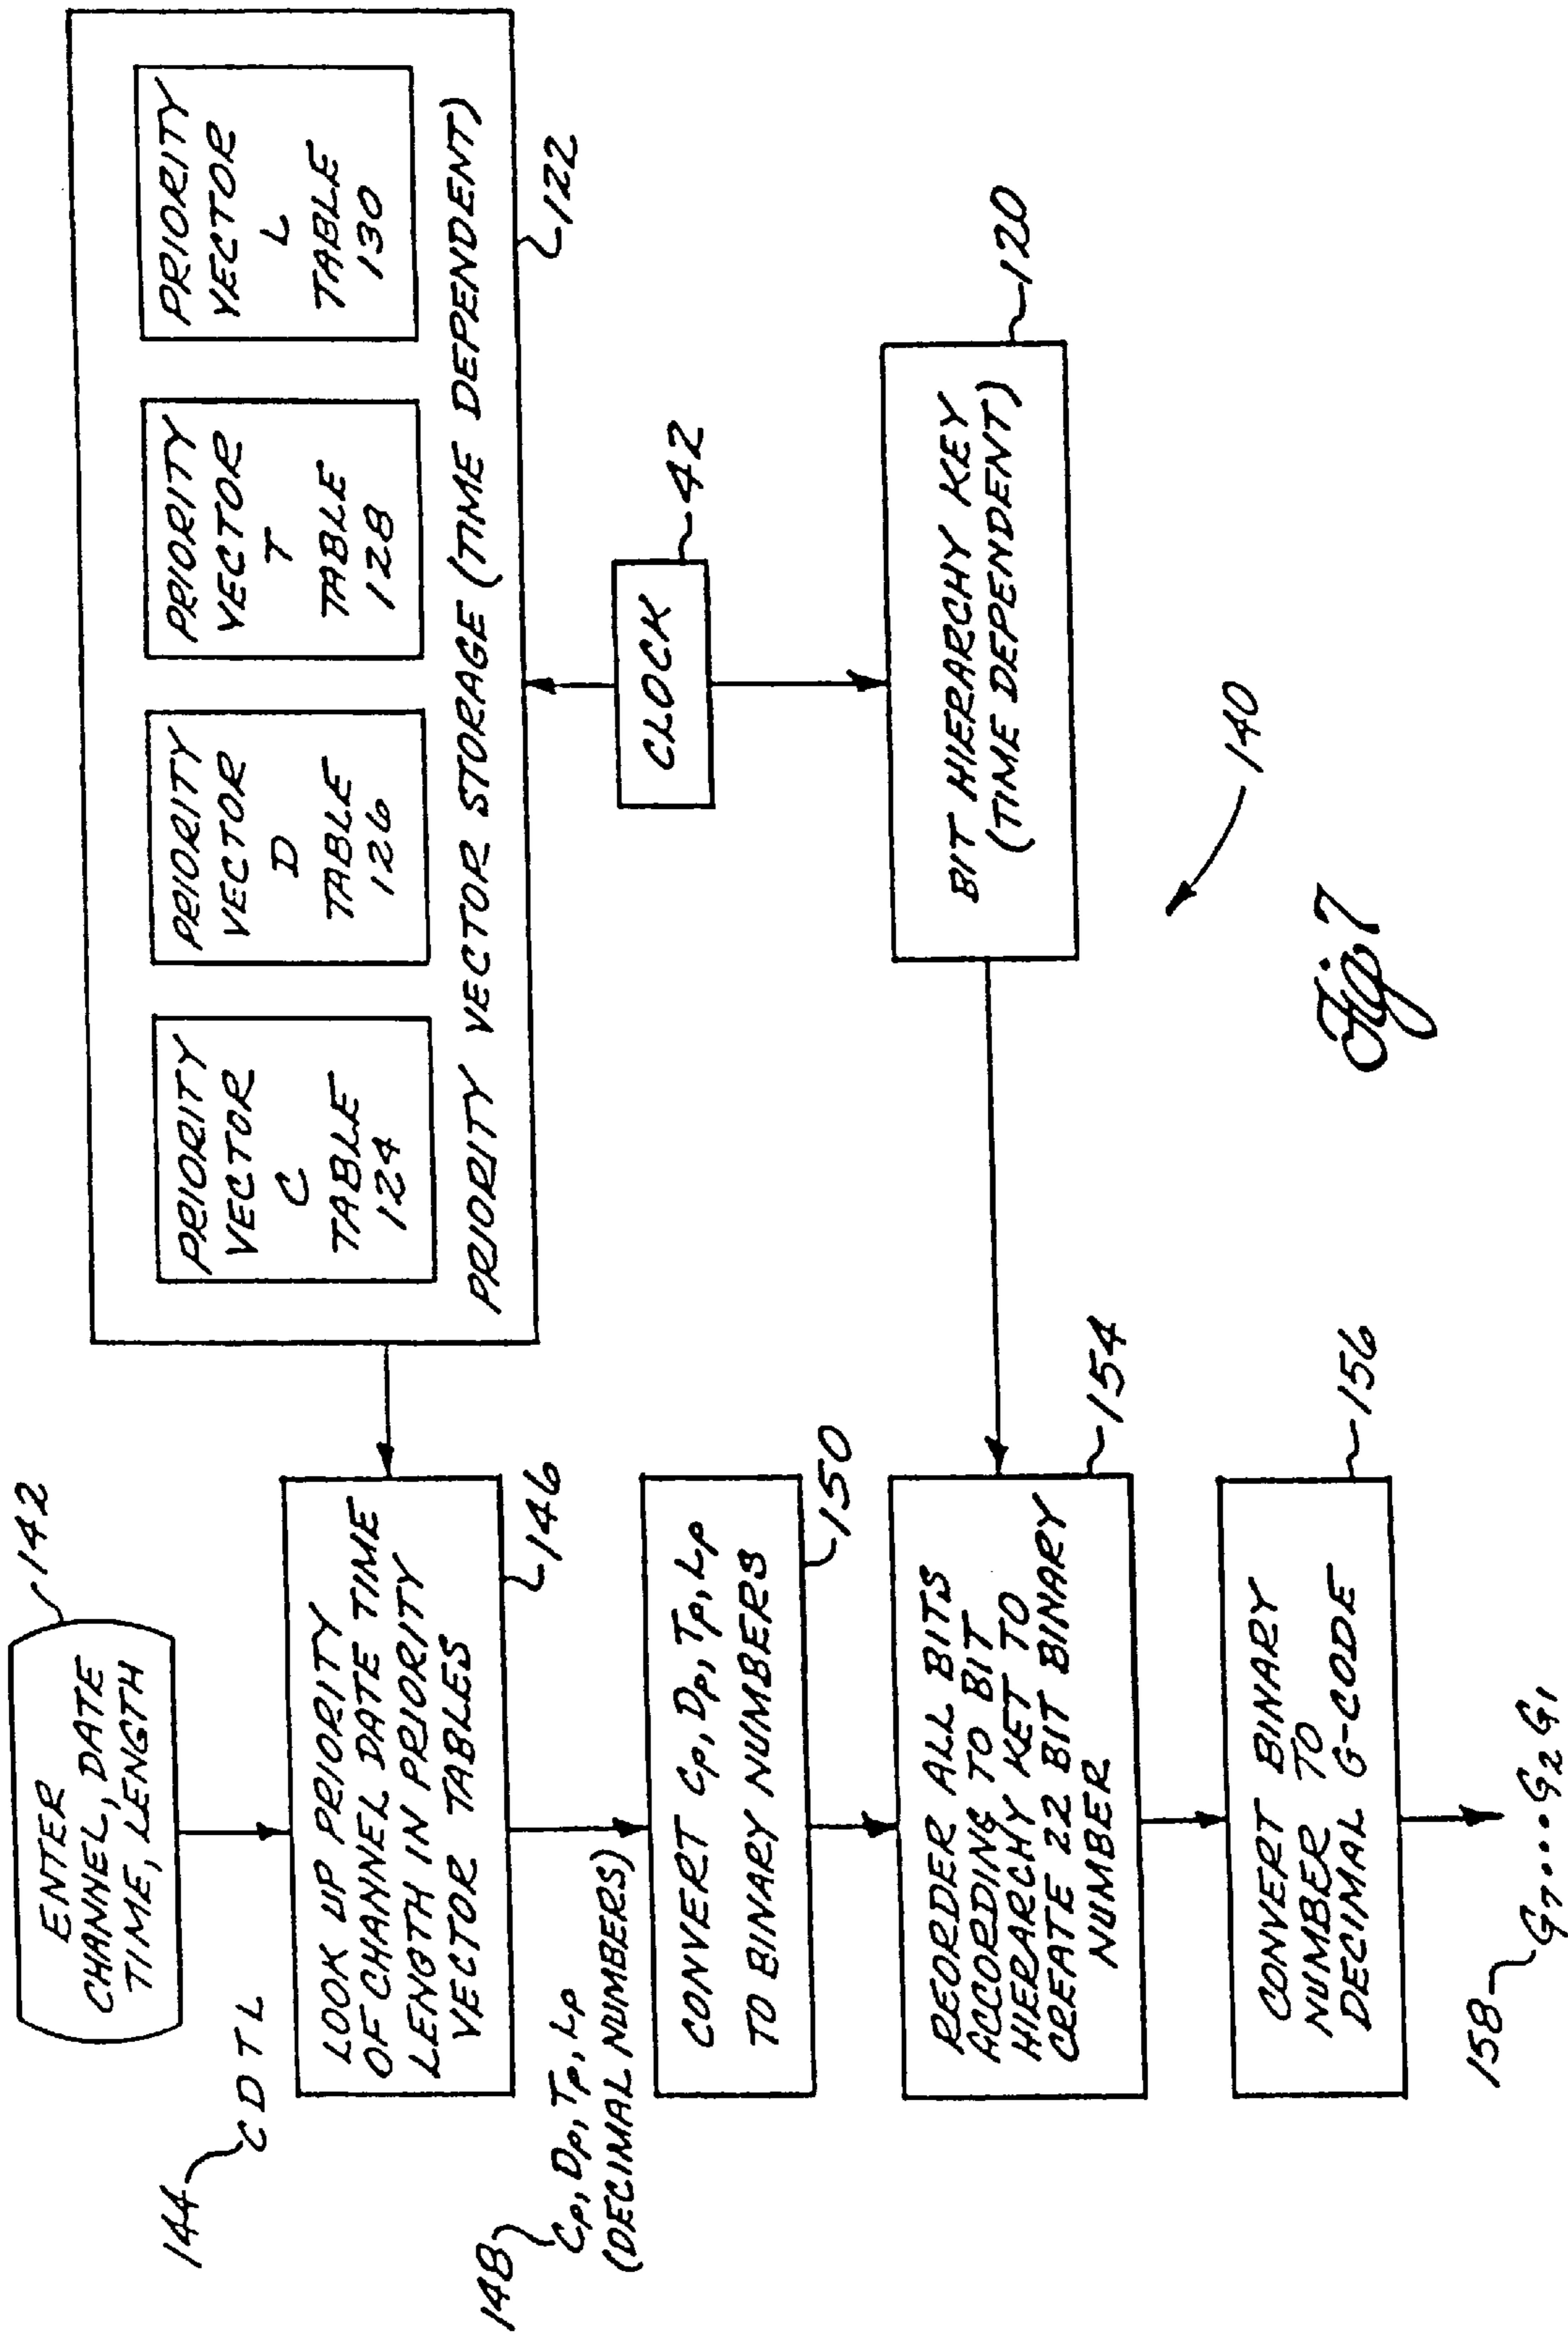 142
ENTER
CHANNEL, DATE
TIME, LENGTH
144
C D T L
LOOK UP PRIORITY
OF CHANNEL DATE TIME
LENGTH IN PRIORITY
VECTOR TABLES
146
148
Cp, Dp, Tp, Lp
(DECIMAL NUMBERS)
CONVERT Cp, Dp, Tp, Lp
TO BINARY NUMBERS
150
REORDER ALL BITS
ACCORDING TO BIT
HIERARCHY KET TO
CREATE 22 BIT BINARY
NUMBER
154
CONVERT BINARY
NUMBER TO
DECIMAL G-CODE
156
158
G7....G2 G1
PRIORITY
VECTOR
C
TABLE
124
PRIORITY
VECTOR
D
TABLE
126
PRIORITY
VECTOR
T
TABLE
128
PRIORITY
VECTOR
L
TABLE
130
PRIORITY VECTOR STORAGE (TIME DEPENDENT)
122
CLOCK
42
BIT HIERARCHY KEY
(TIME DEPENDENT)
120
140
Fig. 7